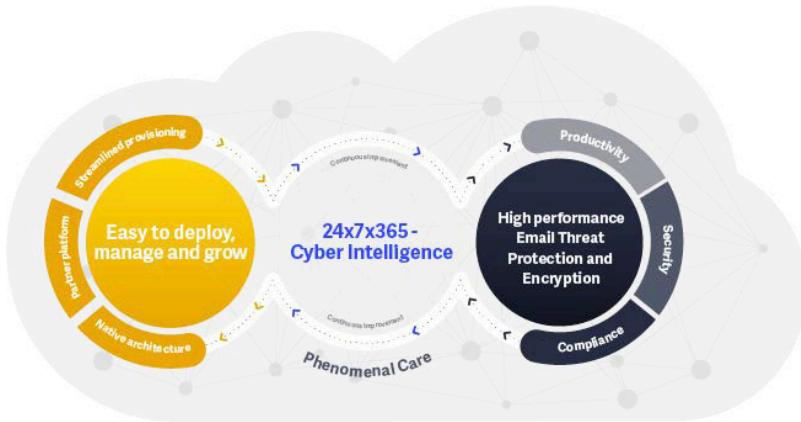 Streamlined provisioning
Partner platform
Native architecture
Easy to deploy,
manage and grow
Continuous Improvement
24x7x365 -
Cyber Intelligence
Continuous Improvement
Phenomenal Care
High performance
Email Threat
Protection and
Encryption
Productivity
Security
Compliance